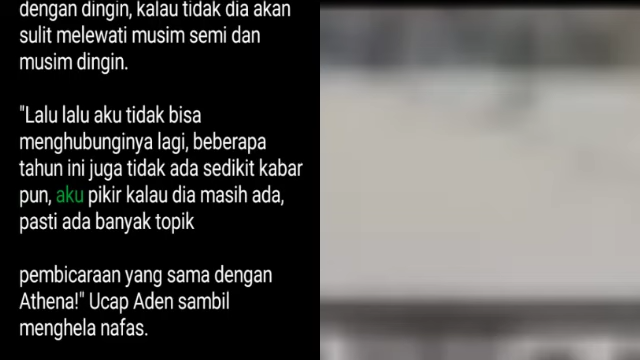 dengan dingin, kalau tidak dia akan
sulit melewati musim semi dan
musim dingin.
"Lalu lalu aku tidak bisa
menghubunginya lagi, beberapa
tahun ini juga tidak ada sedikit kabar
pun, aku pikir kalau dia masih ada,
pasti ada banyak topik
pembicaraan yang sama dengan
Athena!" Ucap Aden sambil
menghela nafas.